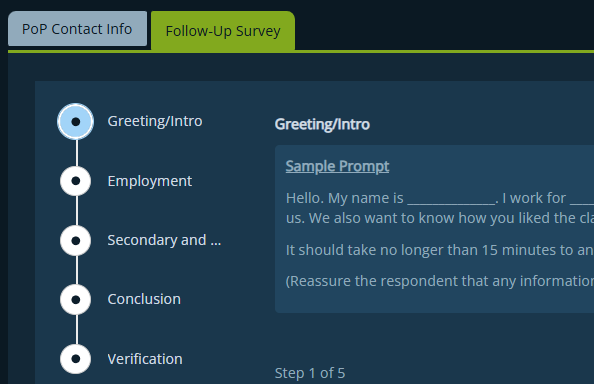 PoP Contact Info
Follow-Up Survey
Greeting/Intro
Employment
Secondary and ...
Conclusion
Verification
Greeting/Intro
Sample Prompt
Hello. My name is ______________. I work for ____
us. We also want to know how you liked the cla
It should take no longer than 15 minutes to an
(Reassure the respondent that any information
Step 1 of 5